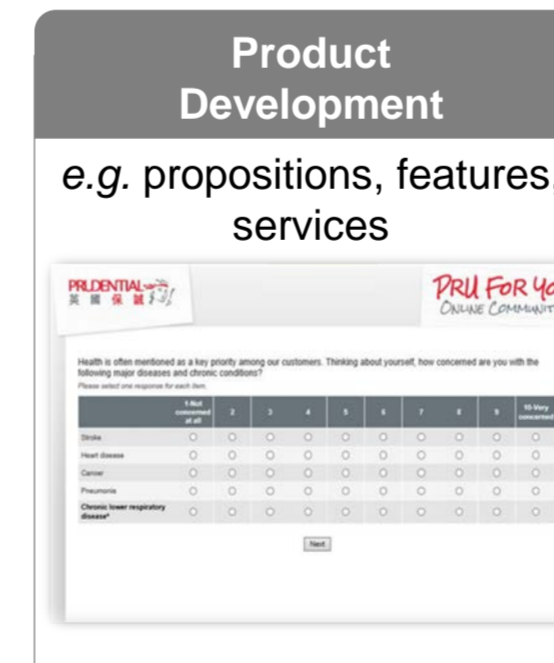 Product
Development
e.g. propositions, features,
services
PRUDENTIAL
英國保誠
PRU FOR YO
ONLINE COMMUNIT
Health is often mentioned as a key priority among our customers. Thinking about yourself, how concerned are you with the
following major diseases and chronic conditions?
Please select one response for each item.
1-Not concerned at all 2 3 4 5 6 7 8 9 10-Very concerned
Stroke
Heart disease
Cancer
Pneumonia
Chronic lower respiratory
disease*
Next